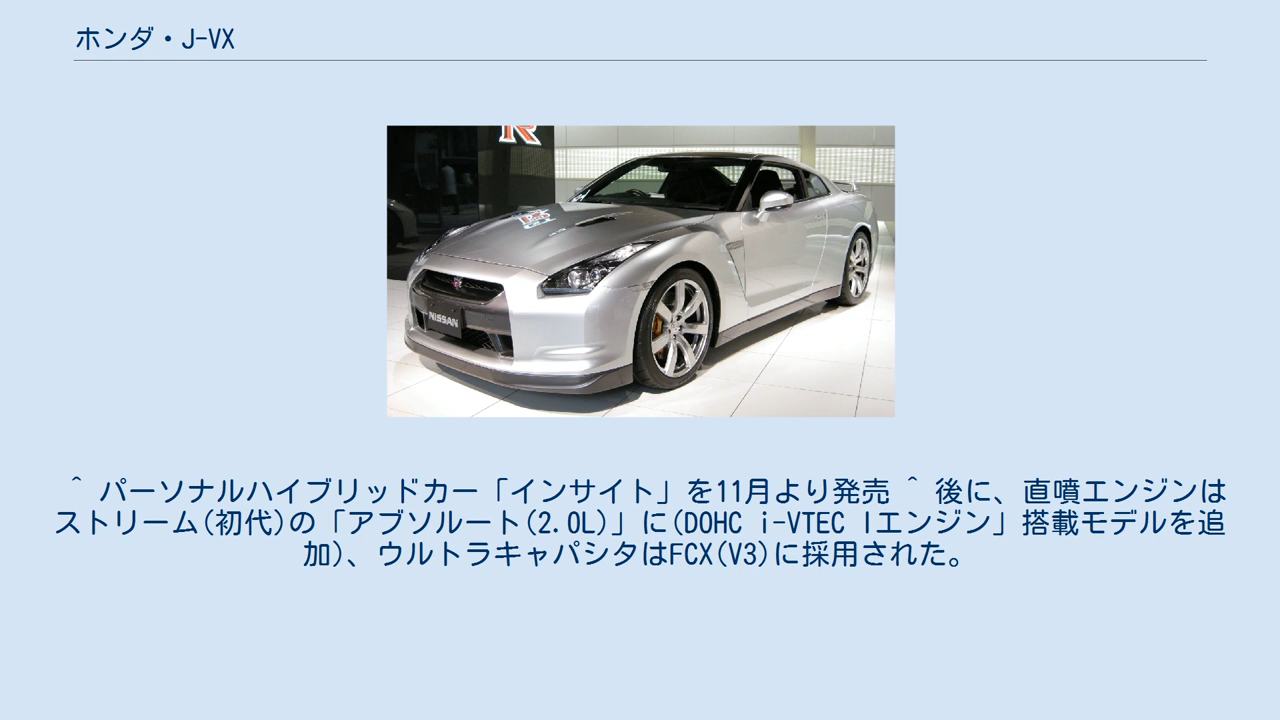 ホンダ・J-VX
R
NISSAN
^ パーソナルハイブリッドカー「インサイト」を11月より発売 ^ 後に、直噴エンジンは
ストリーム(初代)の「アブソルート(2.0L)」に(DOHC i-VTEC Iエンジン」搭載モデルを追
加)、ウルトラキャパシタはFCX(V3)に採用された。